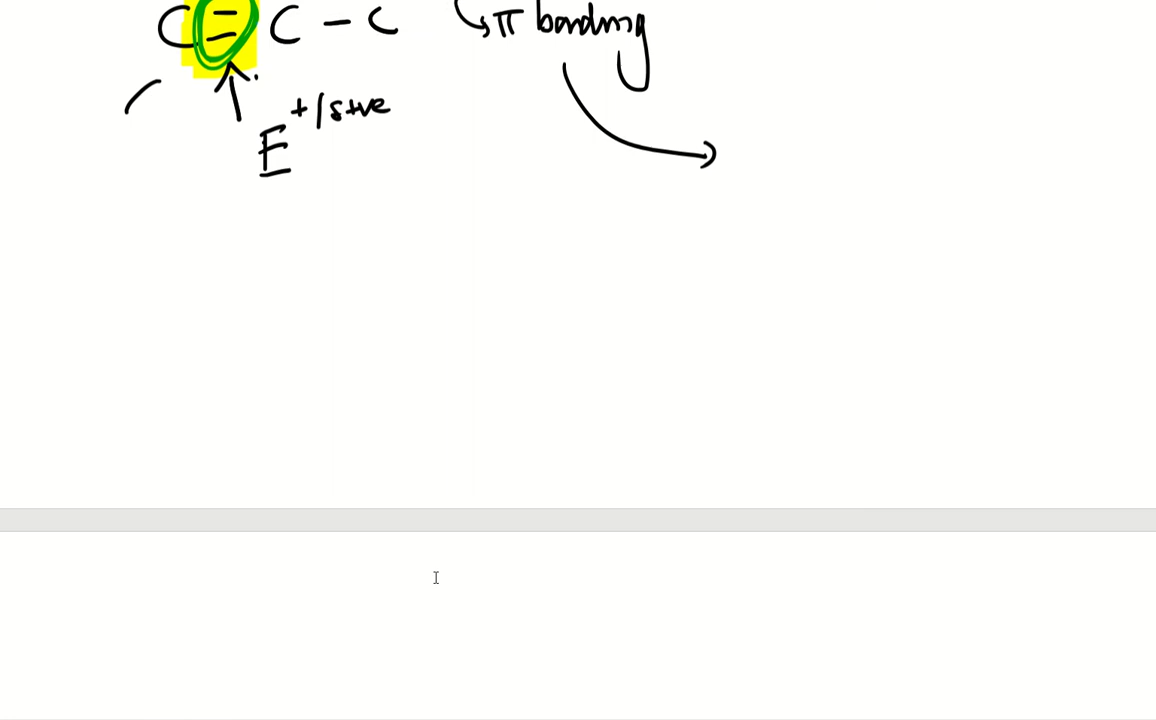 C = C - C ↳ π bonding
E +/δ+ve